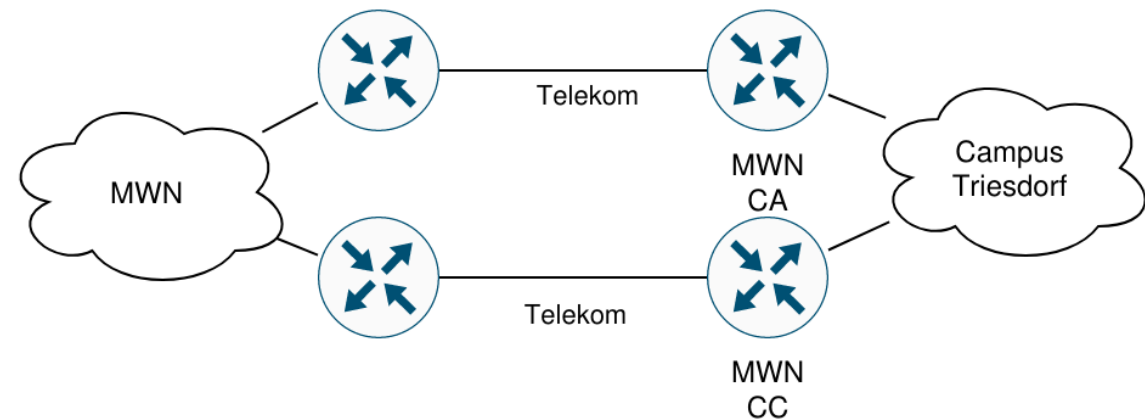 Telekom
MWN
CA
Campus
Triesdorf
MWN
Telekom
MWN
CC